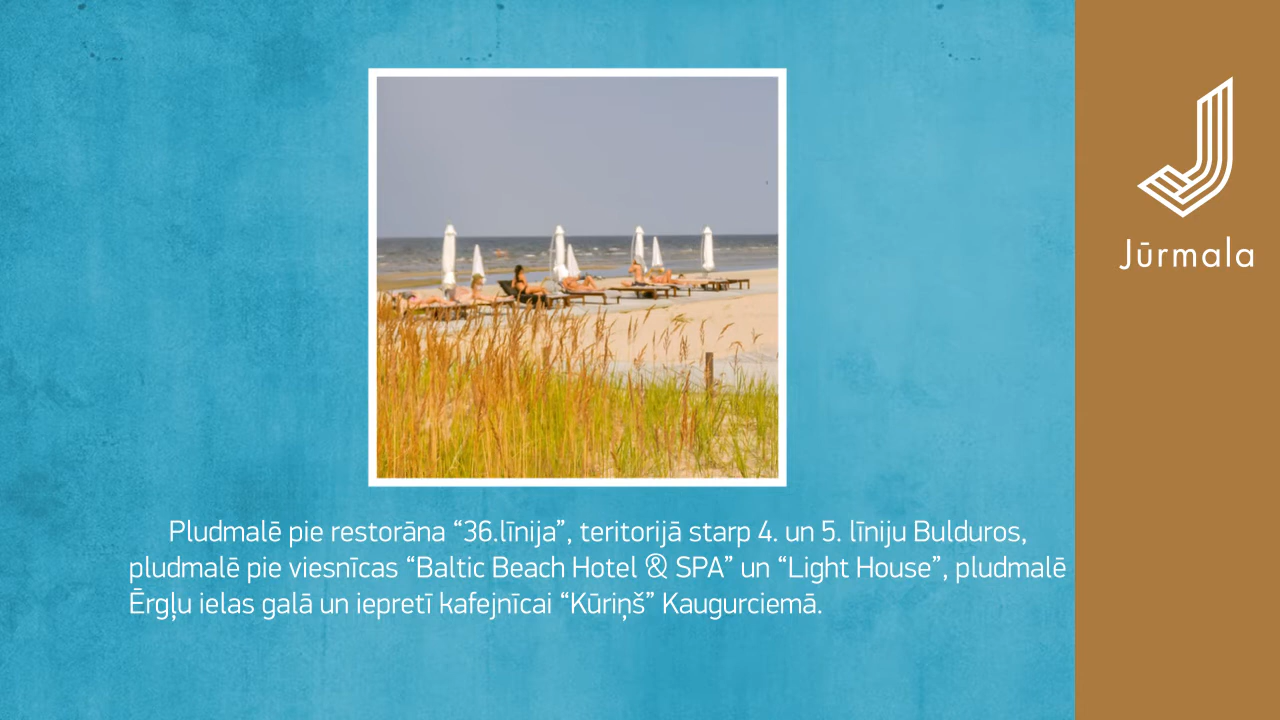 Jūrmala
Pludmalē pie restorāna “36.līnija”, teritorijā starp 4. un 5. līniju Bulduros,
pludmalē pie viesnīcas “Baltic Beach Hotel & SPA” un “Light House”, pludmalē
Ērgļu ielas galā un iepretī kafejnīcai “Kūriņš” Kaugurciemā.